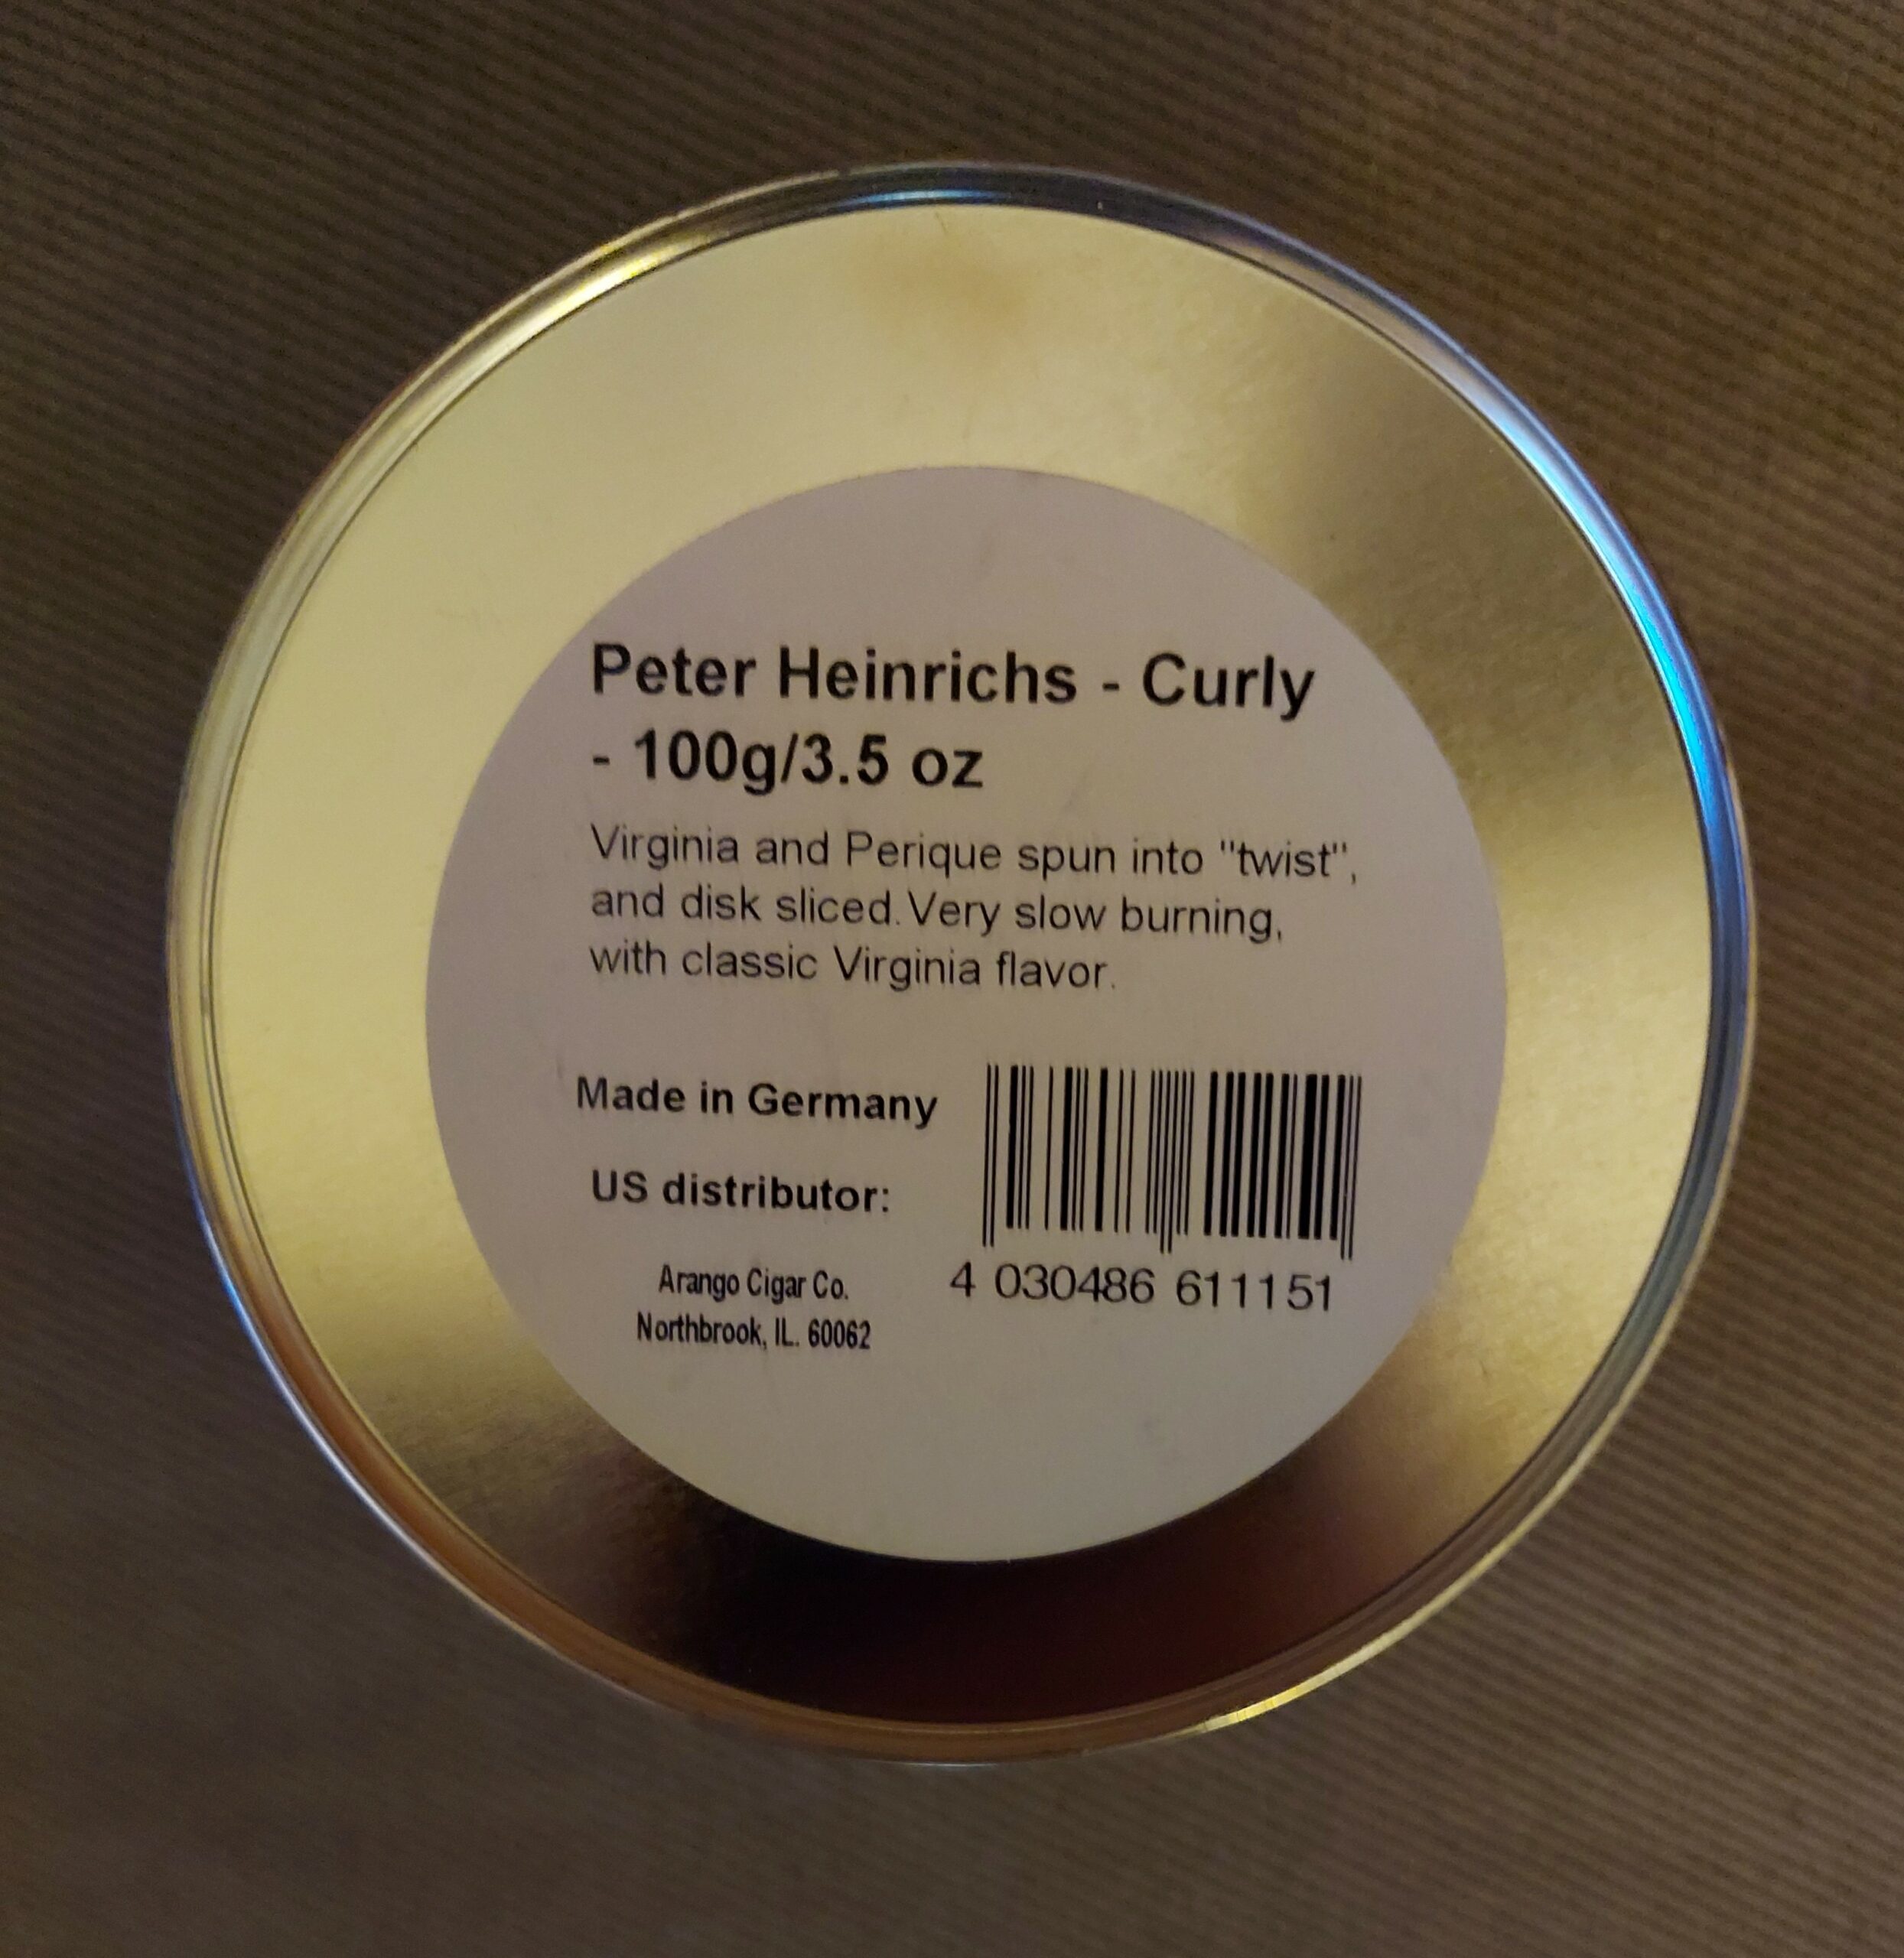 Peter Heinrichs - Curly
- 100g/3.5 oz
Virginia and Perique spun into "twist",
and disk sliced. Very slow burning,
with classic Virginia flavor.
Made in Germany
US distributor:
Arango Cigar Co.
Northbrook, IL. 60062
4 030486 611151